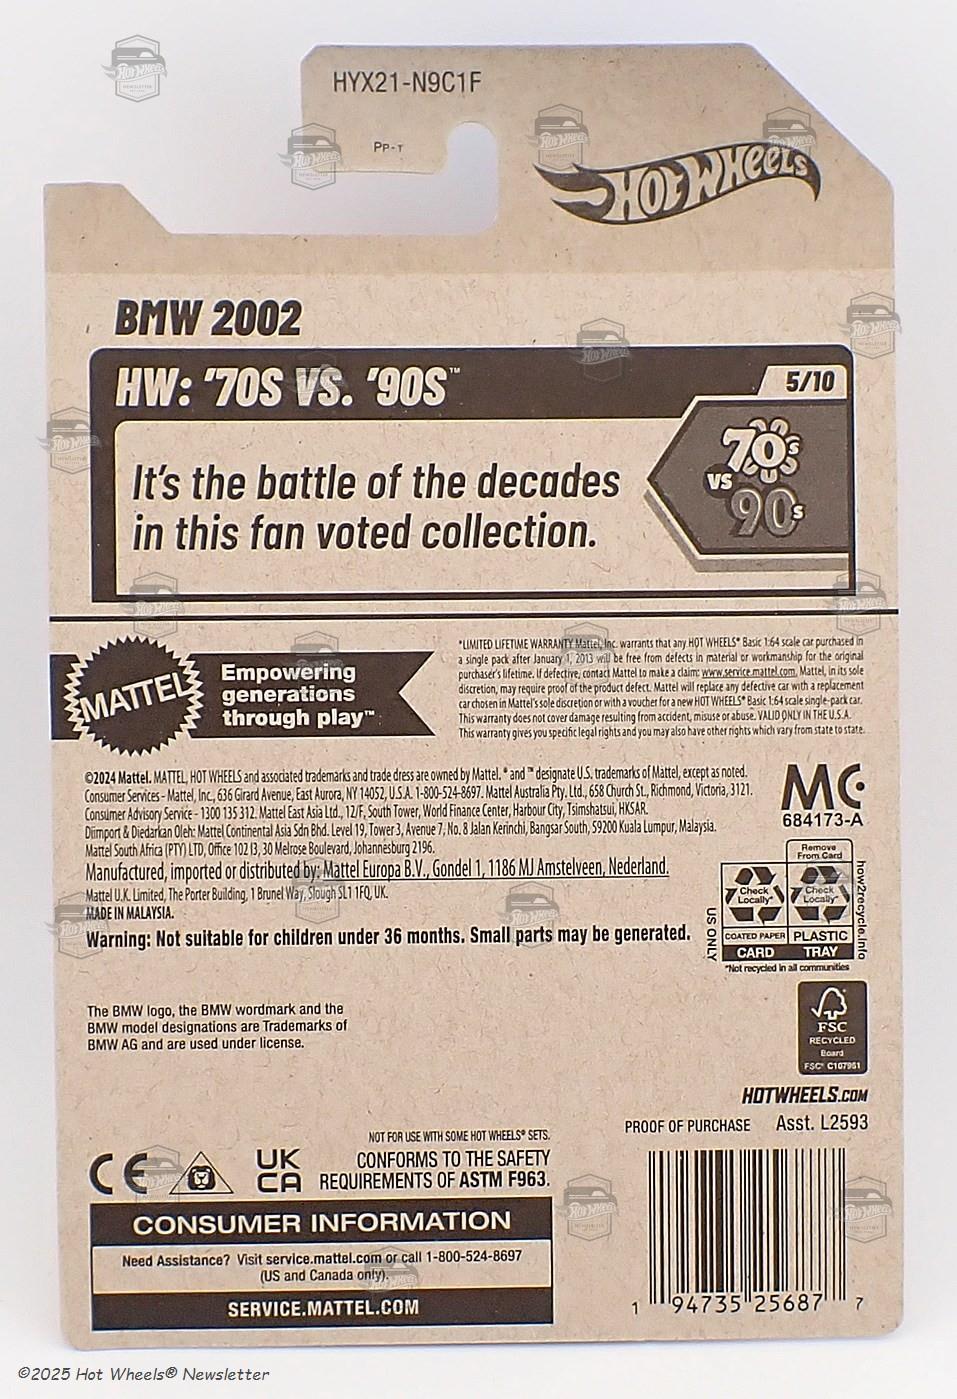 HYX21-N9C1F
PP-T
HOT WHEELS
BMW 2002
HW: '70S VS. '90S™
5/10
It's the battle of the decades
in this fan voted collection.
70s
VS
90s
MATTEL
Empowering
generations
through play™
*LIMITED LIFETIME WARRANTY Mattel, Inc. warrants that any HOT WHEELS® Basic 1:64 scale car purchased in
a single pack after January 1, 2013 will be free from defects in material or workmanship for the original
purchaser's lifetime. If defective, contact Mattel to make a claim: www.service.mattel.com. Mattel, in its sole
discretion, may require proof of the product defect. Mattel will replace any defective car with a replacement
car chosen in Mattel's sole discretion or with a voucher for a new HOT WHEELS® Basic 1:64 scale single-pack car.
This warranty does not cover damage resulting from accident, misuse or abuse. VALID ONLY IN THE U.S.A.
This warranty gives you specific legal rights and you may also have other rights which vary from state to state.
©2024 Mattel. MATTEL, HOT WHEELS and associated trademarks and trade dress are owned by Mattel. ® and ™ designate U.S. trademarks of Mattel, except as noted.
Consumer Services - Mattel, Inc., 636 Girard Avenue, East Aurora, NY 14052, U.S.A. 1-800-524-8697. Mattel Australia Pty. Ltd., 658 Church St., Richmond, Victoria, 3121.
Consumer Advisory Service - 1300 135 312. Mattel East Asia Ltd., 12/F, South Tower, World Finance Center, Harbour City, Tsimshatsui, HKSAR.
Diimport & Diedarkan Oleh: Mattel Continental Asia Sdn Bhd. Level 19, Tower 3, Avenue 7, No. 8 Jalan Kerinchi, Bangsar South, 59200 Kuala Lumpur, Malaysia.
Mattel South Africa (PTY) LTD, Office 102 I3, 30 Melrose Boulevard, Johannesburg 2196.
Manufactured, imported or distributed by: Mattel Europa B.V., Gondel 1, 1186 MJ Amstelveen, Nederland.
Mattel U.K. Limited, The Porter Building, 1 Brunel Way, Slough SL1 1FQ, UK.
MADE IN MALAYSIA.
Warning: Not suitable for children under 36 months. Small parts may be generated.
MC
684173-A
Remove
From Card
Check
Locally*
Check
Locally*
COATED PAPER
PLASTIC
CARD
TRAY
US ONLY
how2recycle.info
*Not recycled in all communities
The BMW logo, the BMW wordmark and the
BMW model designations are Trademarks of
BMW AG and are used under license.
FSC
RECYCLED
Board
FSC® C107951
HOTWHEELS.COM
PROOF OF PURCHASE
Asst. L2593
NOT FOR USE WITH SOME HOT WHEELS® SETS.
CONFORMS TO THE SAFETY
REQUIREMENTS OF ASTM F963.
CE
UK
CA
CONSUMER INFORMATION
Need Assistance? Visit service.mattel.com or call 1-800-524-8697
(US and Canada only).
SERVICE.MATTEL.COM
1 94735 25687 7
©2025 Hot Wheels® Newsletter